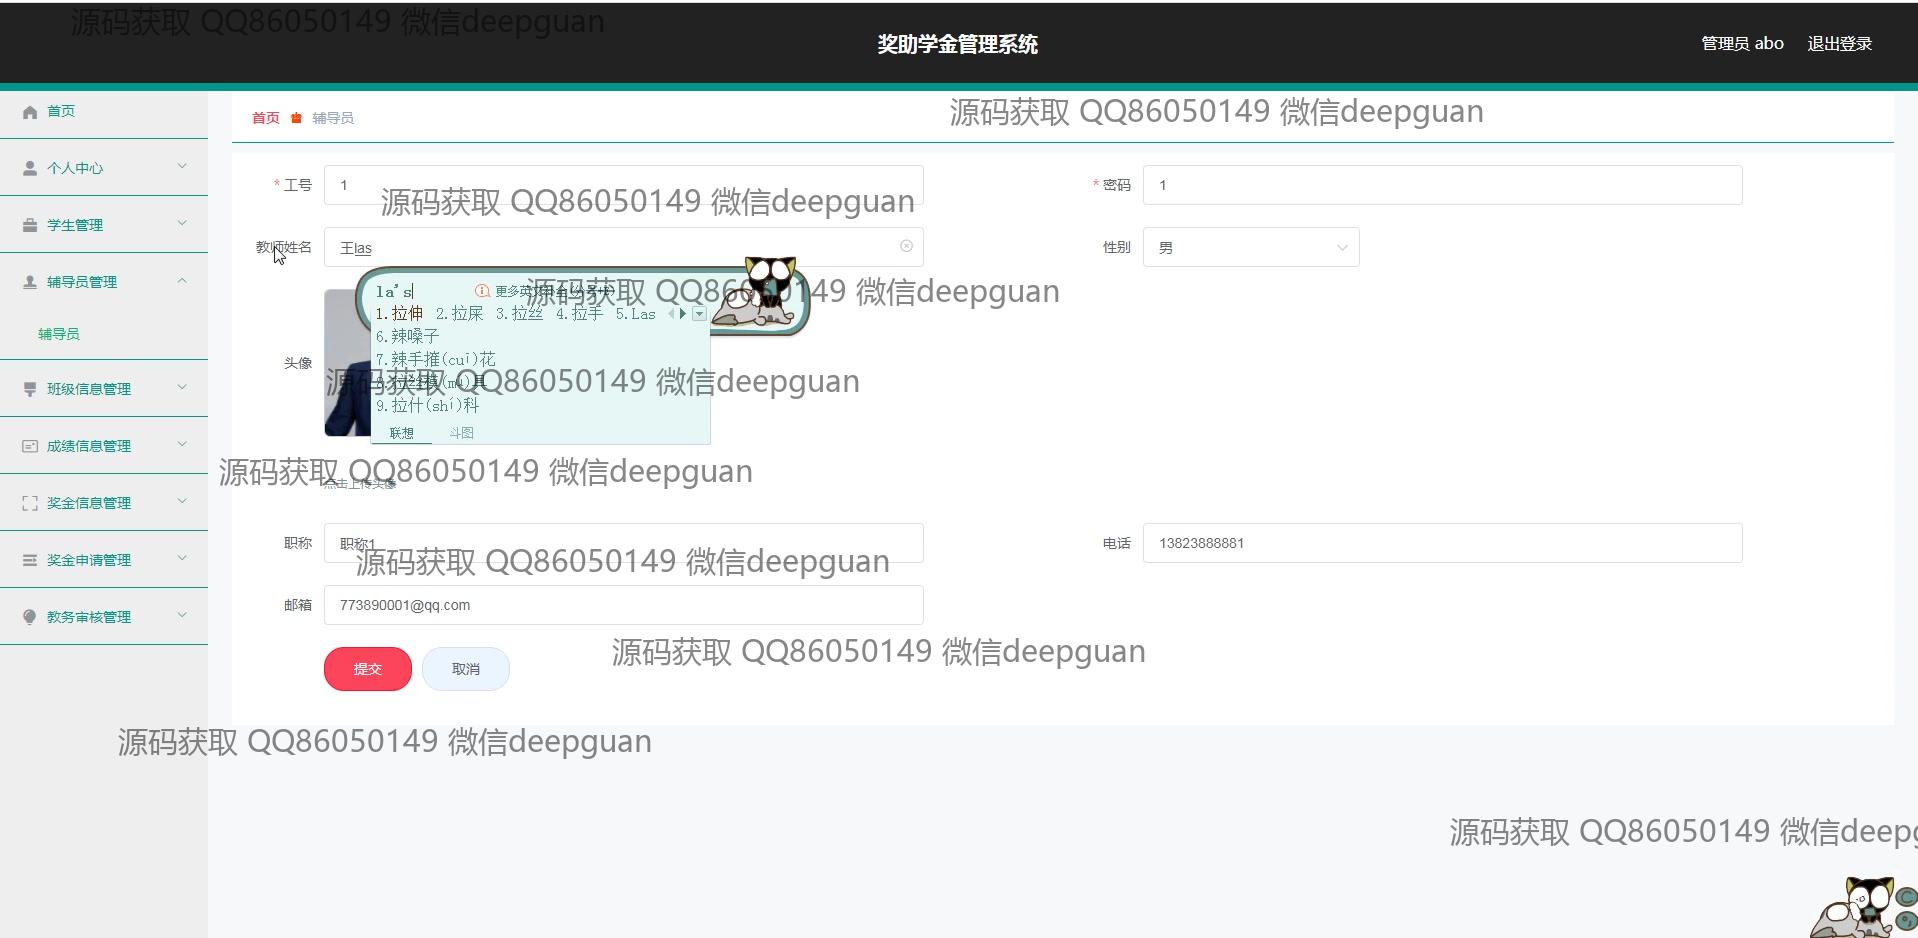 源码获取 QQ86050149 微信deepguan
奖助学金管理系统
管理员 abo
退出登录
首页
个人中心
学生管理
辅导员管理
辅导员
班级信息管理
成绩信息管理
奖金信息管理
奖金申请管理
教务审核管理
首页 辅导员
源码获取 QQ86050149 微信deepguan
* 工号 1
* 密码 1
源码获取 QQ86050149 微信deepguan
教师姓名 王las
性别 男
la's
源码获取 QQ86050149 微信deepguan
1.拉伸 2.拉屎 3.拉丝 4.拉手 5.Las
6.辣嗓子
7.辣手摧(cuī)花
8.拉丝模(mú)具
9.拉什(shí)科
联想 斗图
头像
源码获取 QQ86050149 微信deepguan
源码获取 QQ86050149 微信deepguan
点击上传头像
职称 职称1
电话 13823888881
源码获取 QQ86050149 微信deepguan
邮箱 773890001@qq.com
提交
取消
源码获取 QQ86050149 微信deepguan
源码获取 QQ86050149 微信deepguan
源码获取 QQ86050149 微信deep